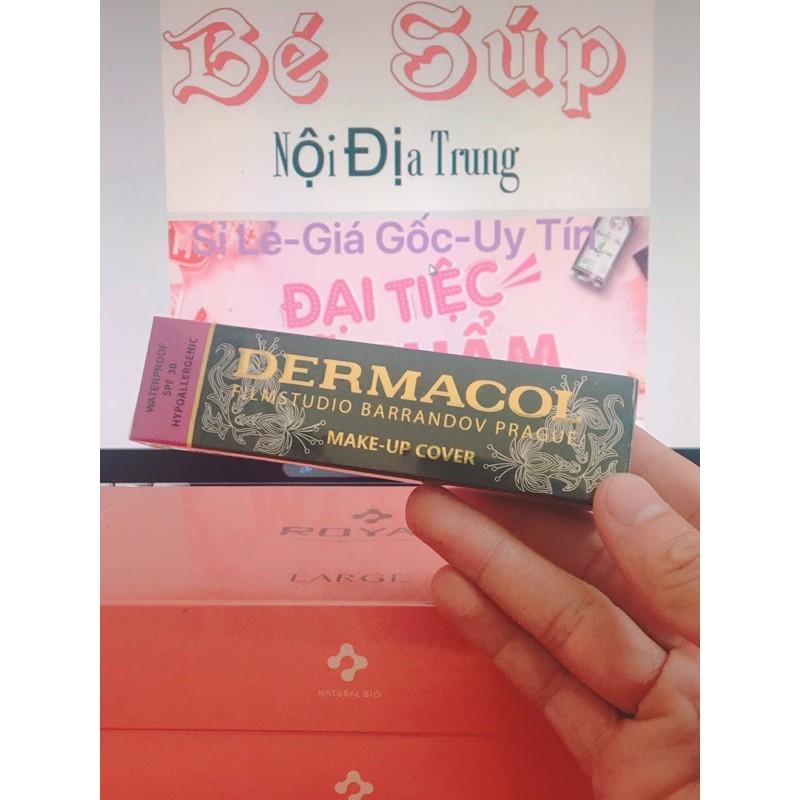 Bé Súp
Nội Địa Trung
Sỉ Lẻ-Giá Gốc-Uy Tín
ĐẠI TIỆC
WATERPROOF
SPF 30
HYPOALLERGENIC
DERMACOL
FILMSTUDIO BARRANDOV PRAGUE
MAKE-UP COVER
LARGE
NATURAL BIO